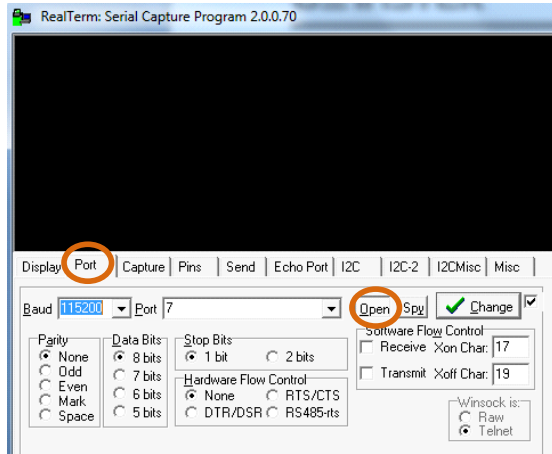 RealTerm: Serial Capture Program 2.0.0.70
Display Port Capture Pins Send Echo Port I2C I2C-2 I2CMisc Misc
Baud 115200 Port 7 Open Spy Change
Parity
None
Odd
Even
Mark
Space
Data Bits
8 bits
7 bits
6 bits
5 bits
Stop Bits
1 bit 2 bits
Hardware Flow Control
None RTS/CTS
DTR/DSR RS485-rts
Software Flow Control
Receive Xon Char: 17
Transmit Xoff Char: 19
Winsock is:
Raw
Telnet